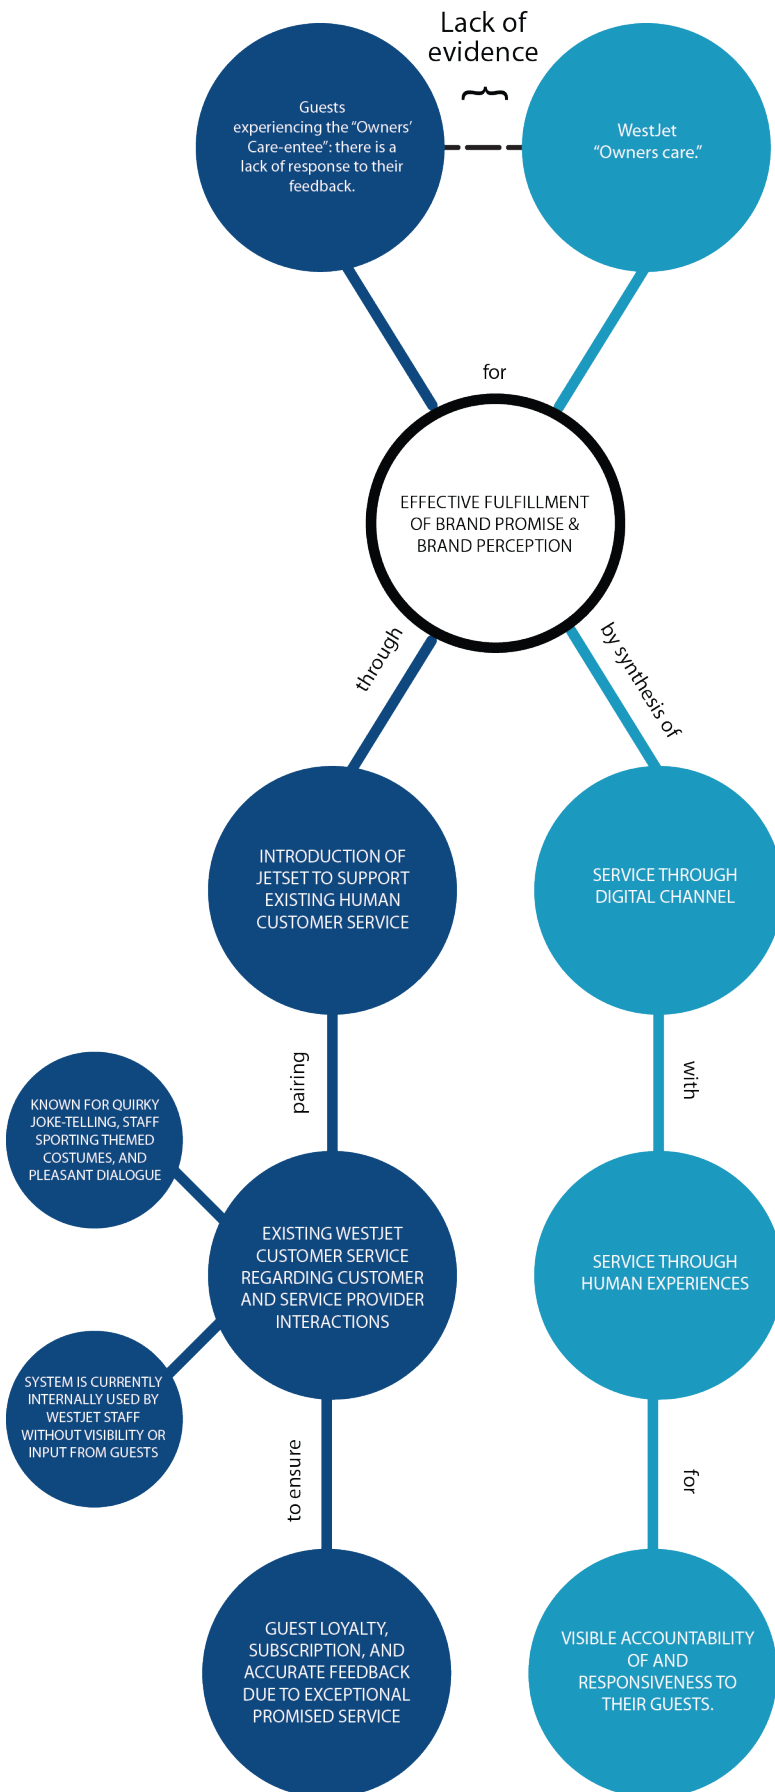 Lack of
evidence
{
Guests
experiencing the “Owners’
Care-entee”: there is a
lack of response to their
feedback.
WestJet
“Owners care.”
for
EFFECTIVE FULFILLMENT
OF BRAND PROMISE &
BRAND PERCEPTION
through
by synthesis of
INTRODUCTION OF
JETSET TO SUPPORT
EXISTING HUMAN
CUSTOMER SERVICE
SERVICE THROUGH
DIGITAL CHANNEL
pairing
with
KNOWN FOR QUIRKY
JOKE-TELLING, STAFF
SPORTING THEMED
COSTUMES, AND
PLEASANT DIALOGUE
EXISTING WESTJET
CUSTOMER SERVICE
REGARDING CUSTOMER
AND SERVICE PROVIDER
INTERACTIONS
SERVICE THROUGH
HUMAN EXPERIENCES
SYSTEM IS CURRENTLY
INTERNALLY USED BY
WESTJET STAFF
WITHOUT VISIBILITY OR
INPUT FROM GUESTS
to ensure
for
GUEST LOYALTY,
SUBSCRIPTION, AND
ACCURATE FEEDBACK
DUE TO EXCEPTIONAL
PROMISED SERVICE
VISIBLE ACCOUNTABILITY
OF AND
RESPONSIVENESS TO
THEIR GUESTS.